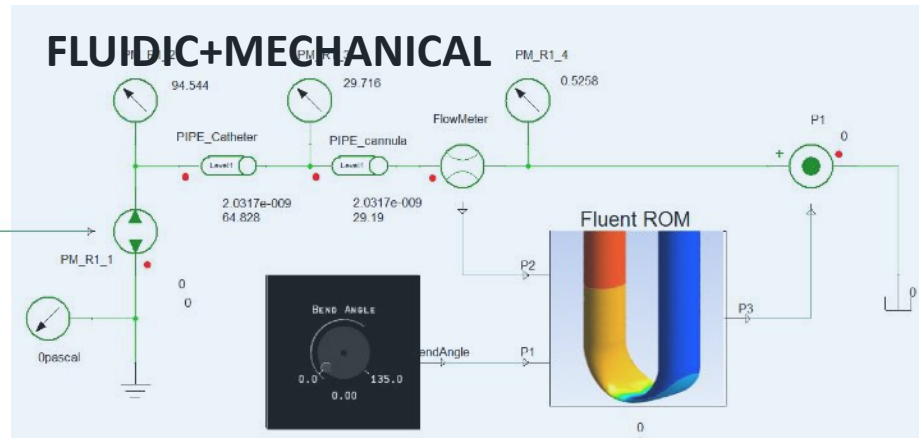 FLUIDIC+MECHANICAL
PM_R1_4
94.544
29.716
0.5258
FlowMeter
P1
0
PIPE_Catheter
PIPE_cannula
Level1
Level1
+
2.0317e-009
64.828
2.0317e-009
29.19
Fluent ROM
PM_R1_1
P2
0
0
BEND ANGLE
0.0
135.0
0.00
endAngle
P1
P3
0
0pascal
0